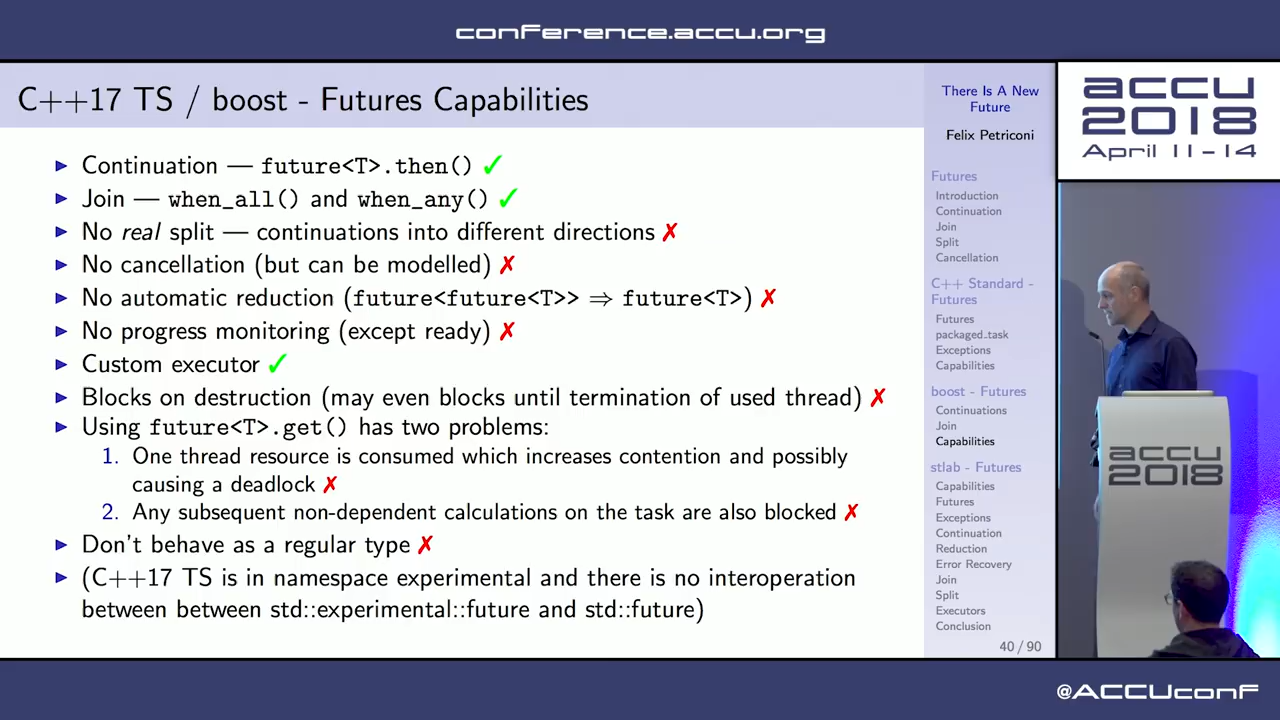 conference.accu.org
C++17 TS / boost - Futures Capabilities
▶ Continuation — future<T>.then() ✓
▶ Join — when_all() and when_any() ✓
▶ No real split — continuations into different directions ✗
▶ No cancellation (but can be modelled) ✗
▶ No automatic reduction (future<future<T>> ⇒ future<T>) ✗
▶ No progress monitoring (except ready) ✗
▶ Custom executor ✓
▶ Blocks on destruction (may even blocks until termination of used thread) ✗
▶ Using future<T>.get() has two problems:
1. One thread resource is consumed which increases contention and possibly
causing a deadlock ✗
2. Any subsequent non-dependent calculations on the task are also blocked ✗
▶ Don't behave as a regular type ✗
▶ (C++17 TS is in namespace experimental and there is no interoperation
between between std::experimental::future and std::future)
There Is A New
Future
Felix Petriconi
Futures
Introduction
Continuation
Join
Split
Cancellation
C++ Standard -
Futures
Futures
packaged_task
Exceptions
Capabilities
boost - Futures
Continuations
Join
Capabilities
stlab - Futures
Capabilities
Futures
Exceptions
Continuation
Reduction
Error Recovery
Join
Split
Executors
Conclusion
40 / 90
accu
2018
April 11-14
accu
2018
@ACCUconf